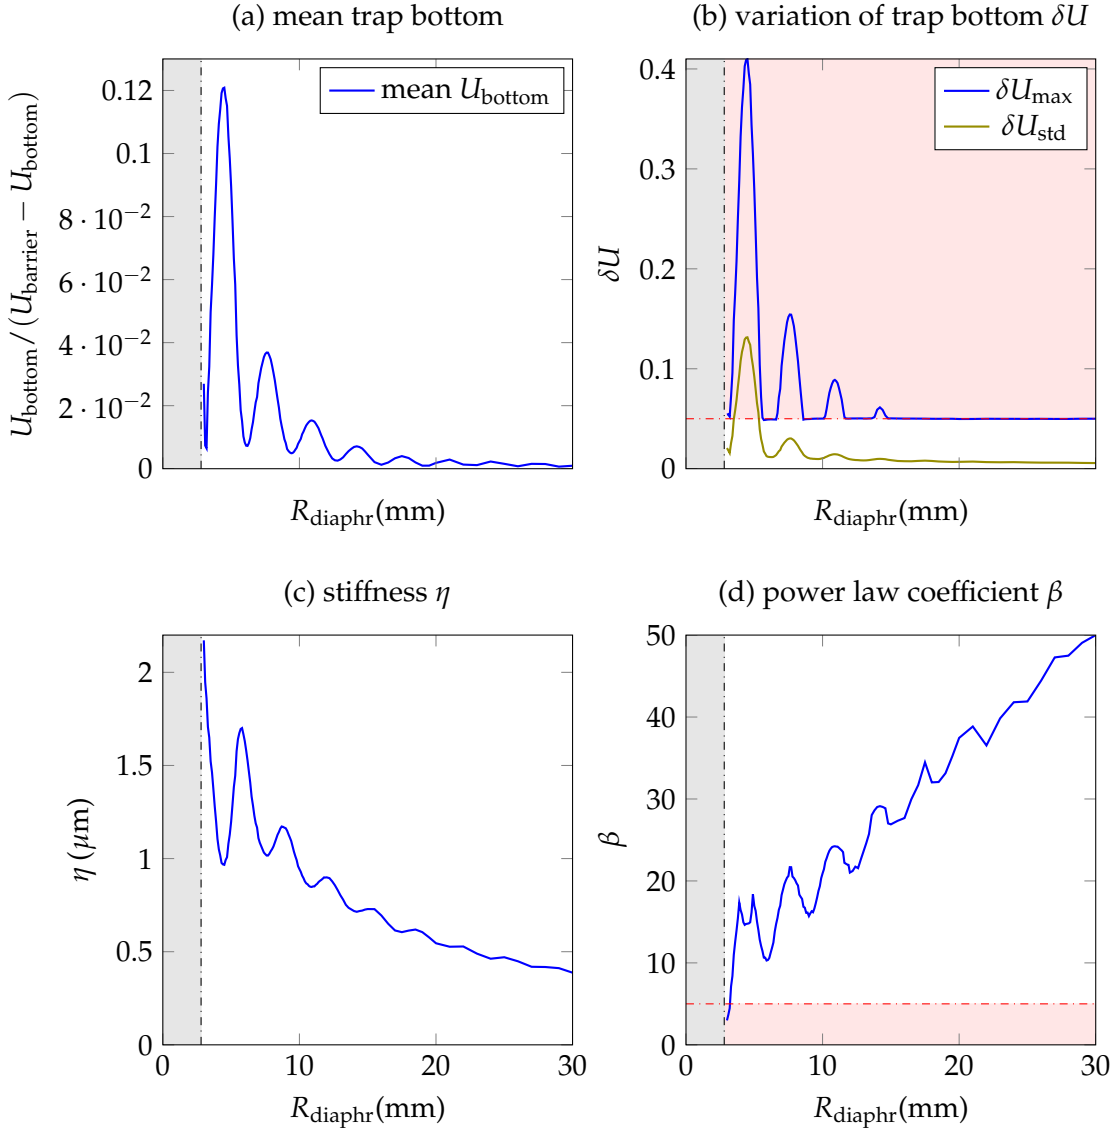 (a) mean trap bottom
U_bottom/(U_barrier − U_bottom)
0.12
0.1
8 · 10⁻²
6 · 10⁻²
4 · 10⁻²
2 · 10⁻²
0
mean U_bottom
R_diaphr(mm)
(b) variation of trap bottom δU
δU
0.4
0.3
0.2
0.1
0
δU_max
δU_std
R_diaphr(mm)
(c) stiffness η
η (μm)
2
1.5
1
0.5
0
0 10 20 30
R_diaphr(mm)
(d) power law coefficient β
β
50
40
30
20
10
0
0 10 20 30
R_diaphr(mm)